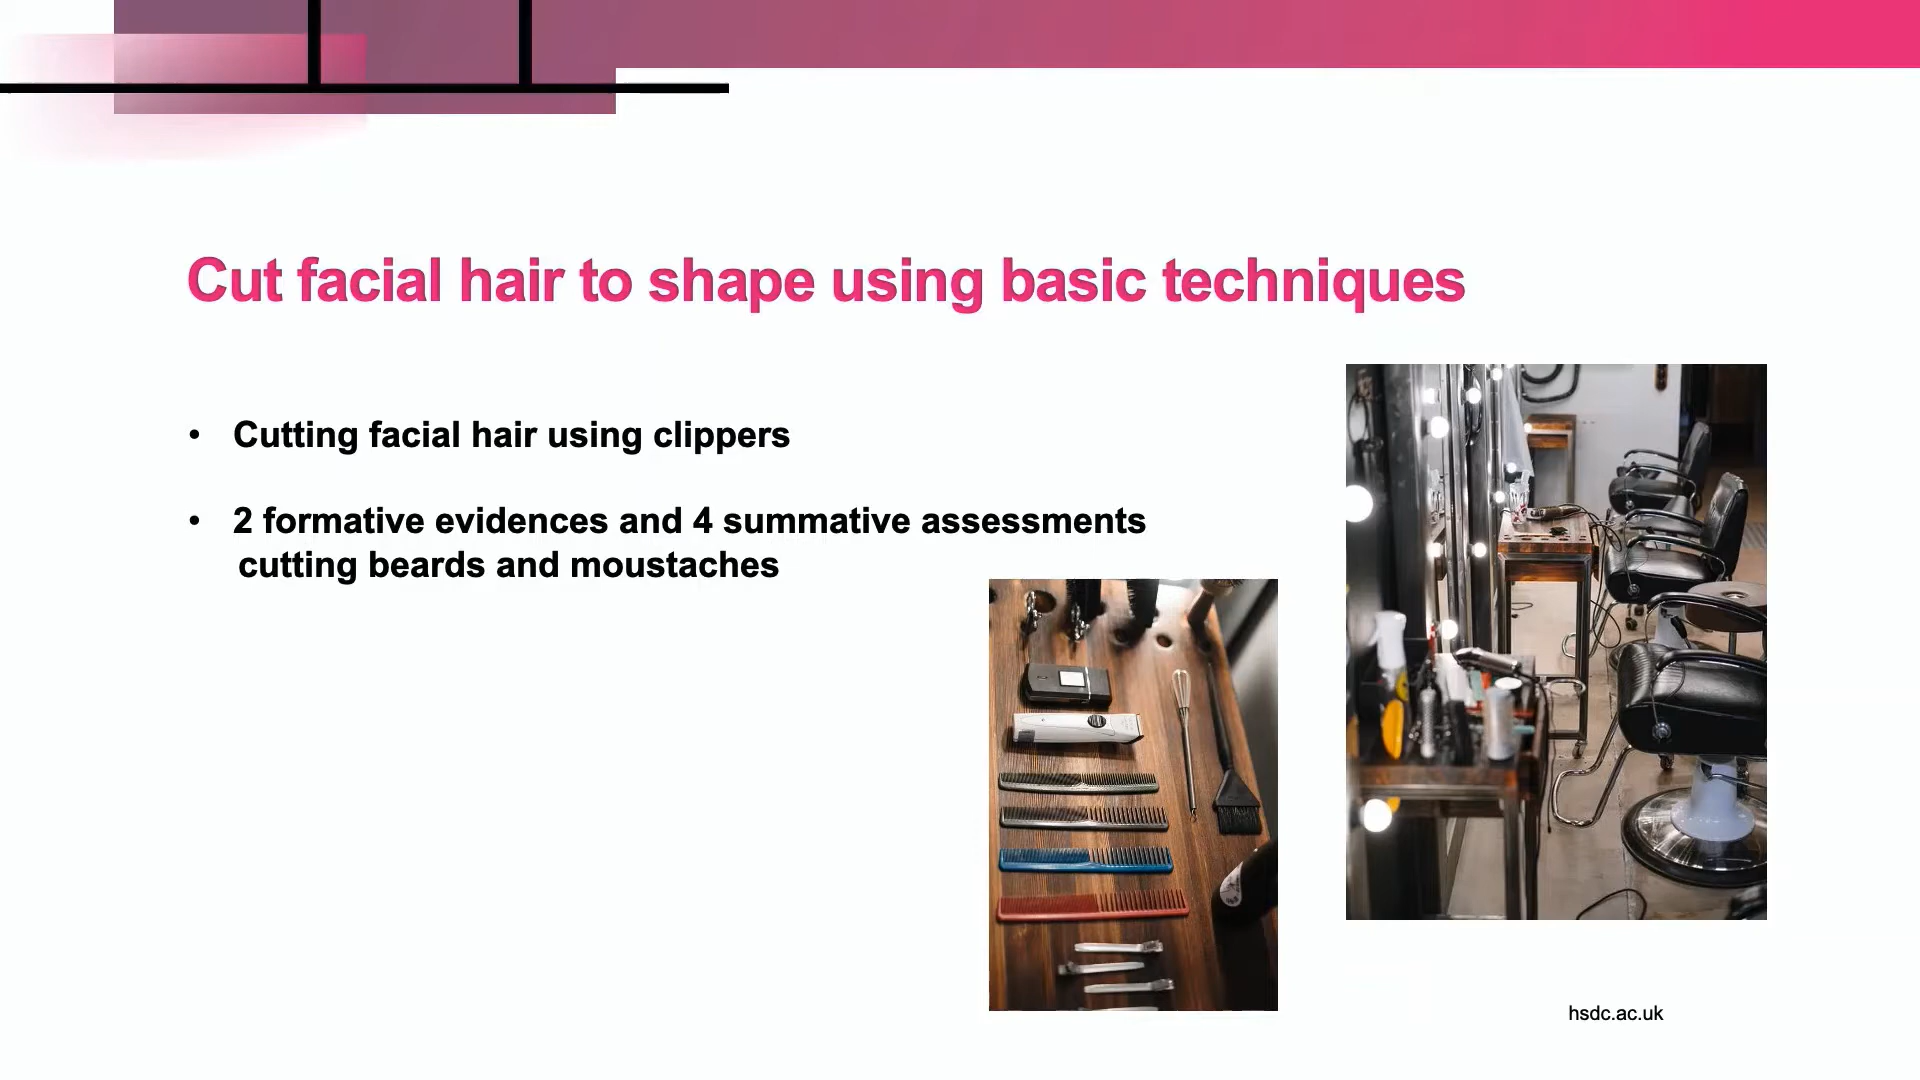 Cut facial hair to shape using basic techniques
• Cutting facial hair using clippers
• 2 formative evidences and 4 summative assessments
cutting beards and moustaches
hsdc.ac.uk